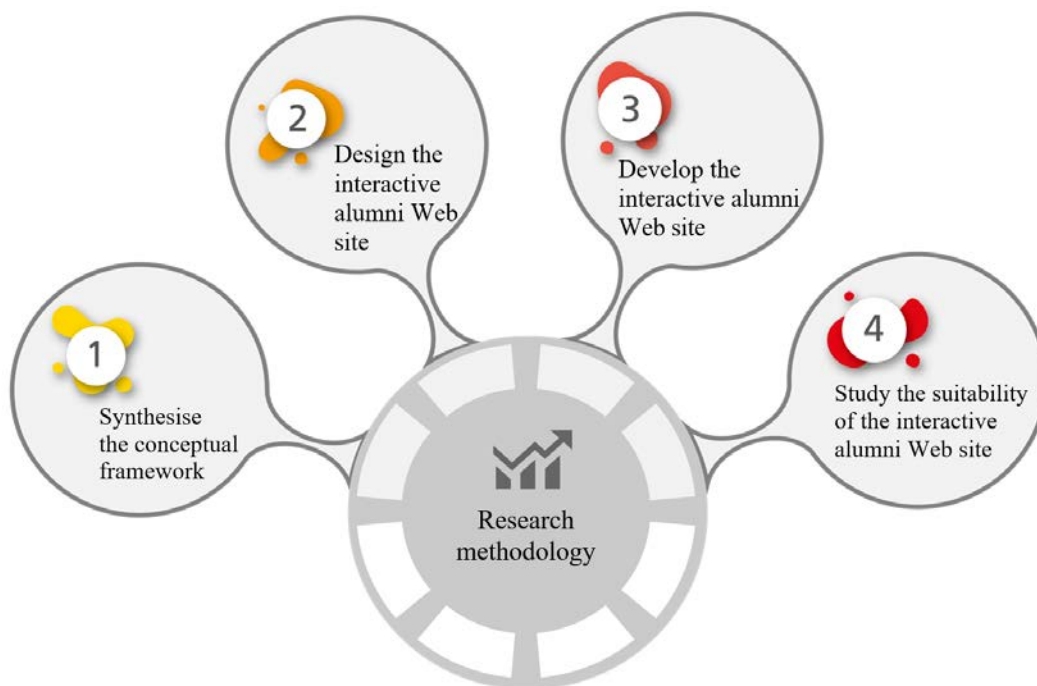 1
Synthesise
the conceptual
framework
2
Design the
interactive
alumni Web
site
3
Develop the
interactive alumni
Web site
4
Study the suitability
of the interactive
alumni Web site
Research
methodology